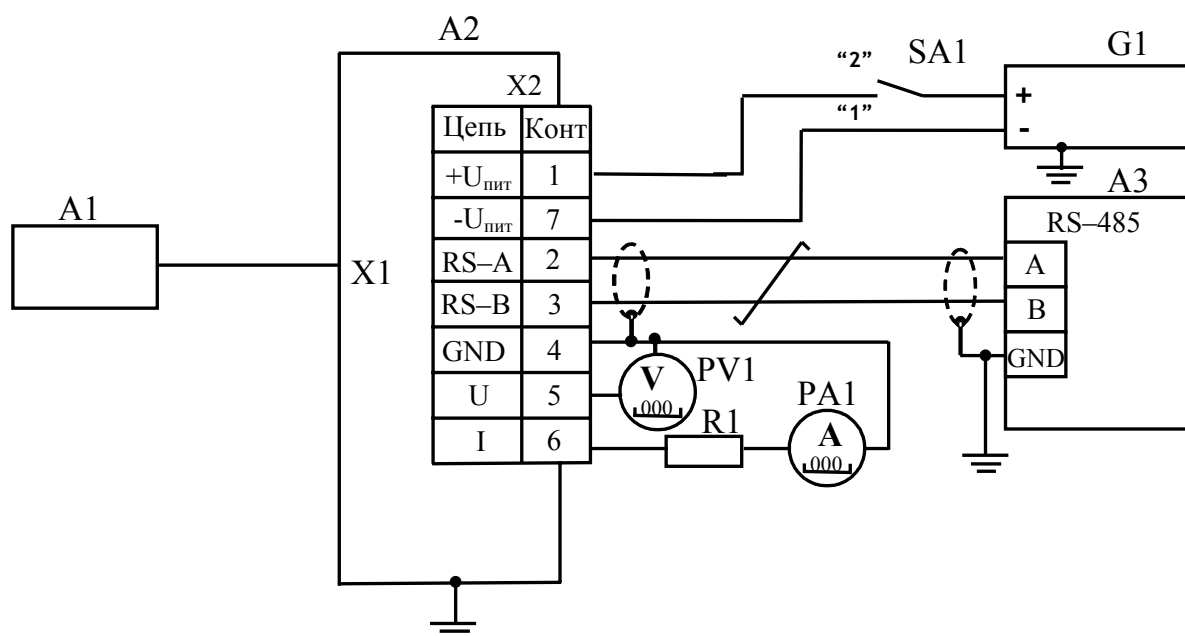 A2
“2”
SA1
G1
X2
Цепь Конт
“1”
+
-
+Uпит 1
A3
A1
-Uпит 7
RS–485
X1
RS–A 2
A
RS–B 3
B
GND 4
GND
V
000
PV1
PA1
U 5
R1
A
000
I 6